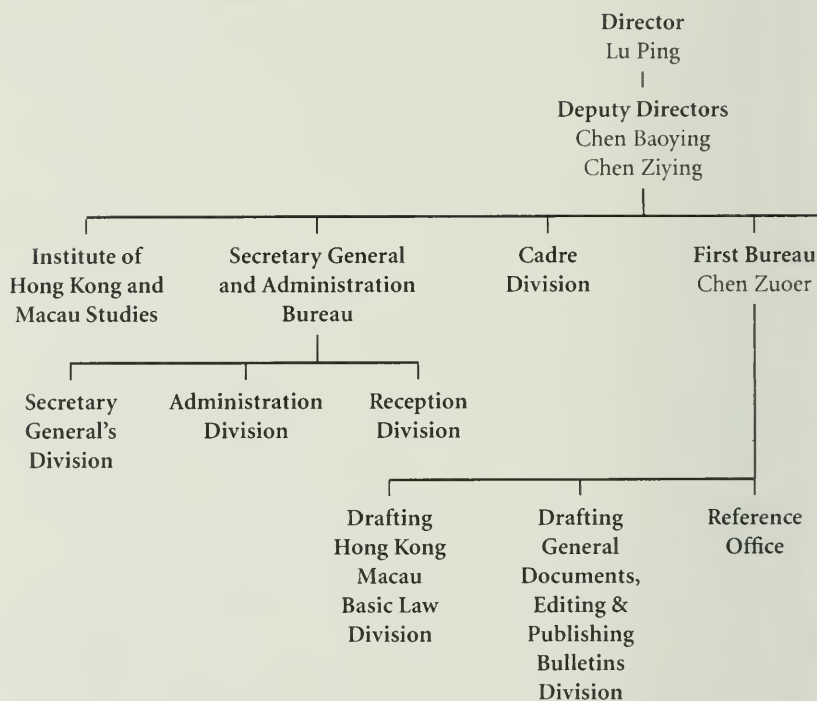 Director
Lu Ping
Deputy Directors
Chen Baoying
Chen Ziying
Institute of
Hong Kong and
Macau Studies
Secretary General
and Administration
Bureau
Cadre
Division
First Bureau
Chen Zuoer
Secretary
General's
Division
Administration
Division
Reception
Division
Drafting
Hong Kong
Macau
Basic Law
Division
Drafting
General
Documents,
Editing &
Publishing
Bulletins
Division
Reference
Office